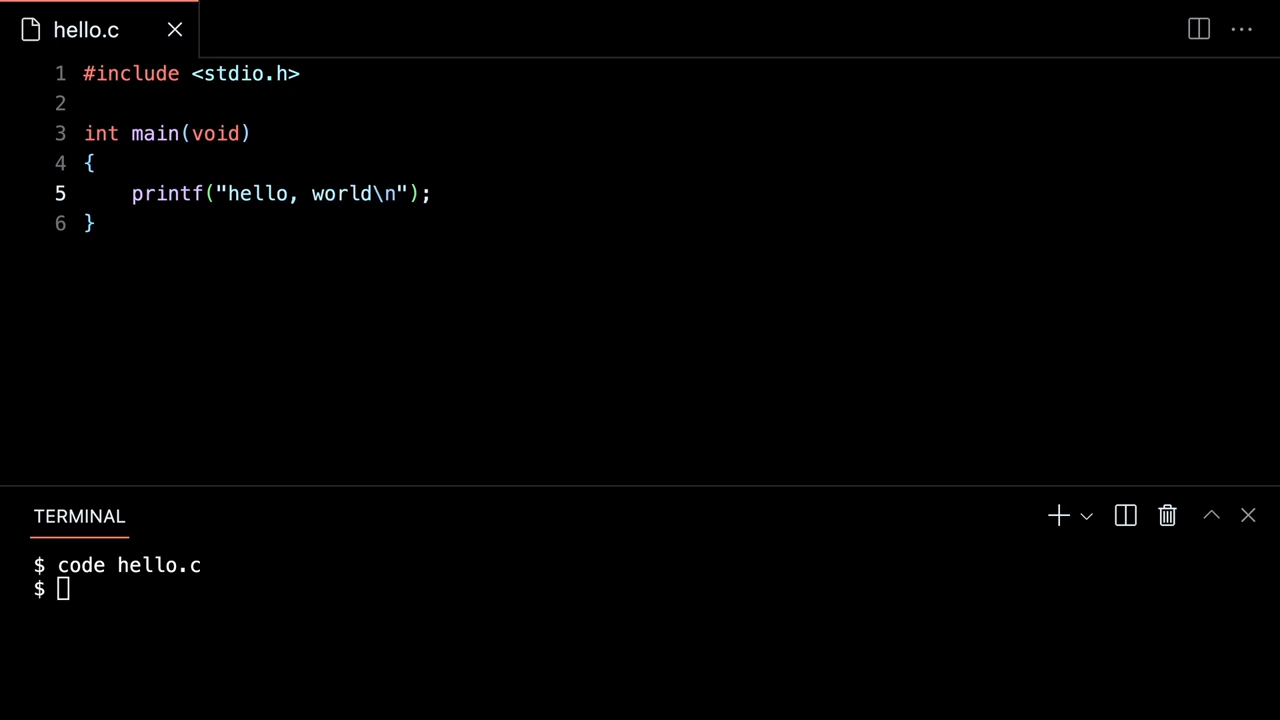 hello.c
1 #include <stdio.h>
2
3 int main(void)
4 {
5     printf("hello, world\n");
6 }
TERMINAL
$ code hello.c
$